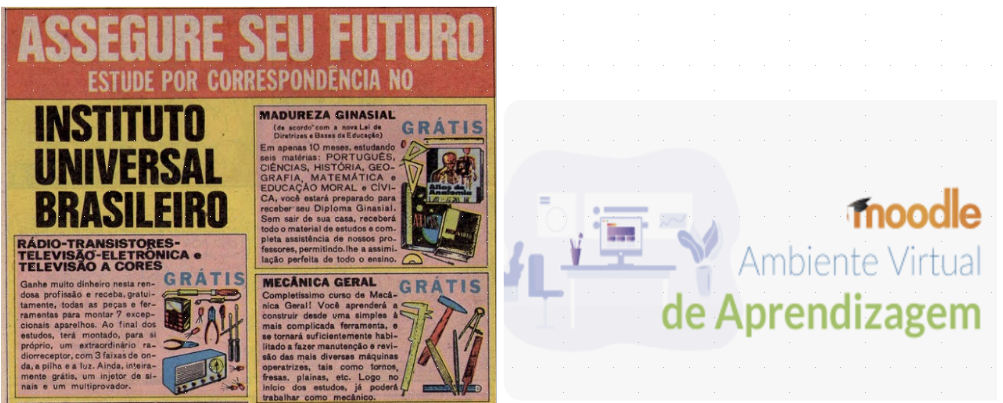 ASSEGURE SEU FUTURO
ESTUDE POR CORRESPONDÊNCIA NO
INSTITUTO
UNIVERSAL
BRASILEIRO
RÁDIO-TRANSISTORES-
TELEVISÃO-ELETRÔNICA e
TELEVISÃO A CORES
GRÁTIS
Ganhe muito dinheiro nesta ren-
dosa profissão e receba, gratui-
tamente, todas as peças e fer-
ramentas para montar 7 excep-
cionais aparelhos. Ao final dos
estudos, terá montado, para si
próprio, um extraordinário ra-
diorreceptor, com 3 faixas de on-
da, a pilha e a luz. Ainda, inteira-
mente grátis, um injetor de si-
nais e um multiprovador.
MADUREZA GINASIAL
(de acordo com a nova Lei de
Diretrizes e Bases da Educação)
GRÁTIS
Em apenas 10 meses, estudando
seis matérias: PORTUGUÊS,
CIÊNCIAS, HISTÓRIA, GEO-
GRAFIA, MATEMÁTICA e
EDUCAÇÃO MORAL e CÍVI-
CA, você estará preparado para
receber seu Diploma Ginasial.
Sem sair de sua casa, receberá
todo o material de estudos e com-
pleta assistência de nossos pro-
fessores, permitindo-lhe a assimi-
lação perfeita de todo o ensino.
MECÂNICA GERAL
GRÁTIS
Completíssimo curso de Mecâ-
nica Geral! Você aprenderá a
construir desde uma simples à
mais complicada ferramenta, e
se tornará suficientemente habi-
litado a fazer manutenção e revi-
são das mais diversas máquinas
operatrizes, tais como tornos,
fresas, plainas, etc. Logo no
início dos estudos, já poderá
trabalhar como mecânico.
moodle
Ambiente Virtual
de Aprendizagem